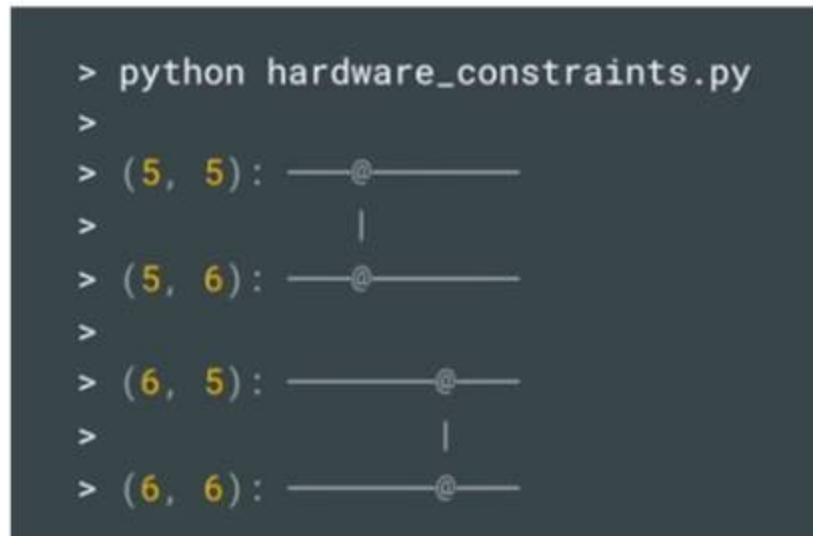 > python hardware_constraints.py
>
> (5, 5): ───@───────
>            │
> (5, 6): ───@───────
>
> (6, 5): ───────@───
>                │
> (6, 6): ───────@───